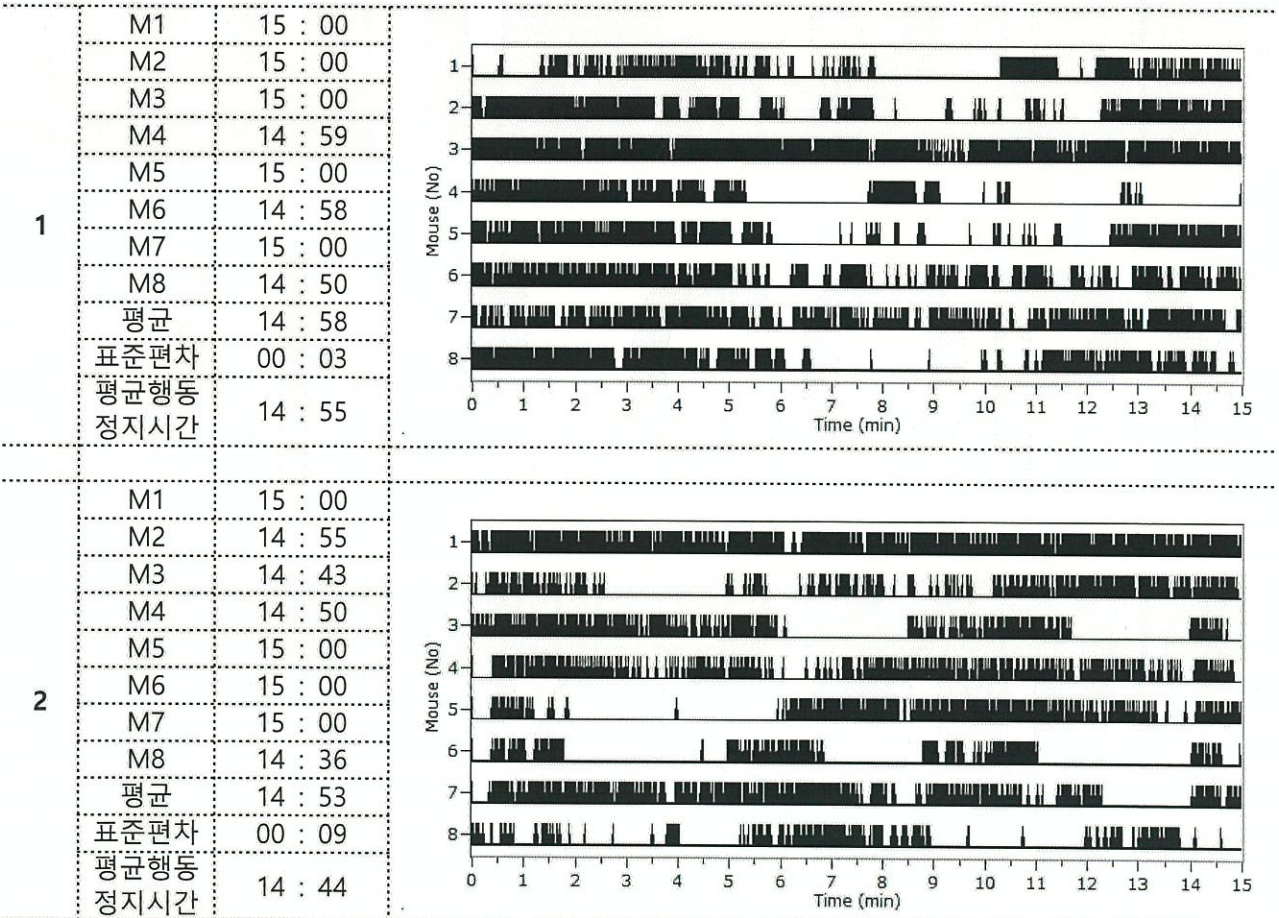 1
M1 15 : 00
M2 15 : 00
M3 15 : 00
M4 14 : 59
M5 15 : 00
M6 14 : 58
M7 15 : 00
M8 14 : 50
평균 14 : 58
표준편차 00 : 03
평균행동
정지시간 14 : 55
Mouse (No)
1
2
3
4
5
6
7
8
0 1 2 3 4 5 6 7 8 9 10 11 12 13 14 15
Time (min)
2
M1 15 : 00
M2 14 : 55
M3 14 : 43
M4 14 : 50
M5 15 : 00
M6 15 : 00
M7 15 : 00
M8 14 : 36
평균 14 : 53
표준편차 00 : 09
평균행동
정지시간 14 : 44
Mouse (No)
1
2
3
4
5
6
7
8
0 1 2 3 4 5 6 7 8 9 10 11 12 13 14 15
Time (min)